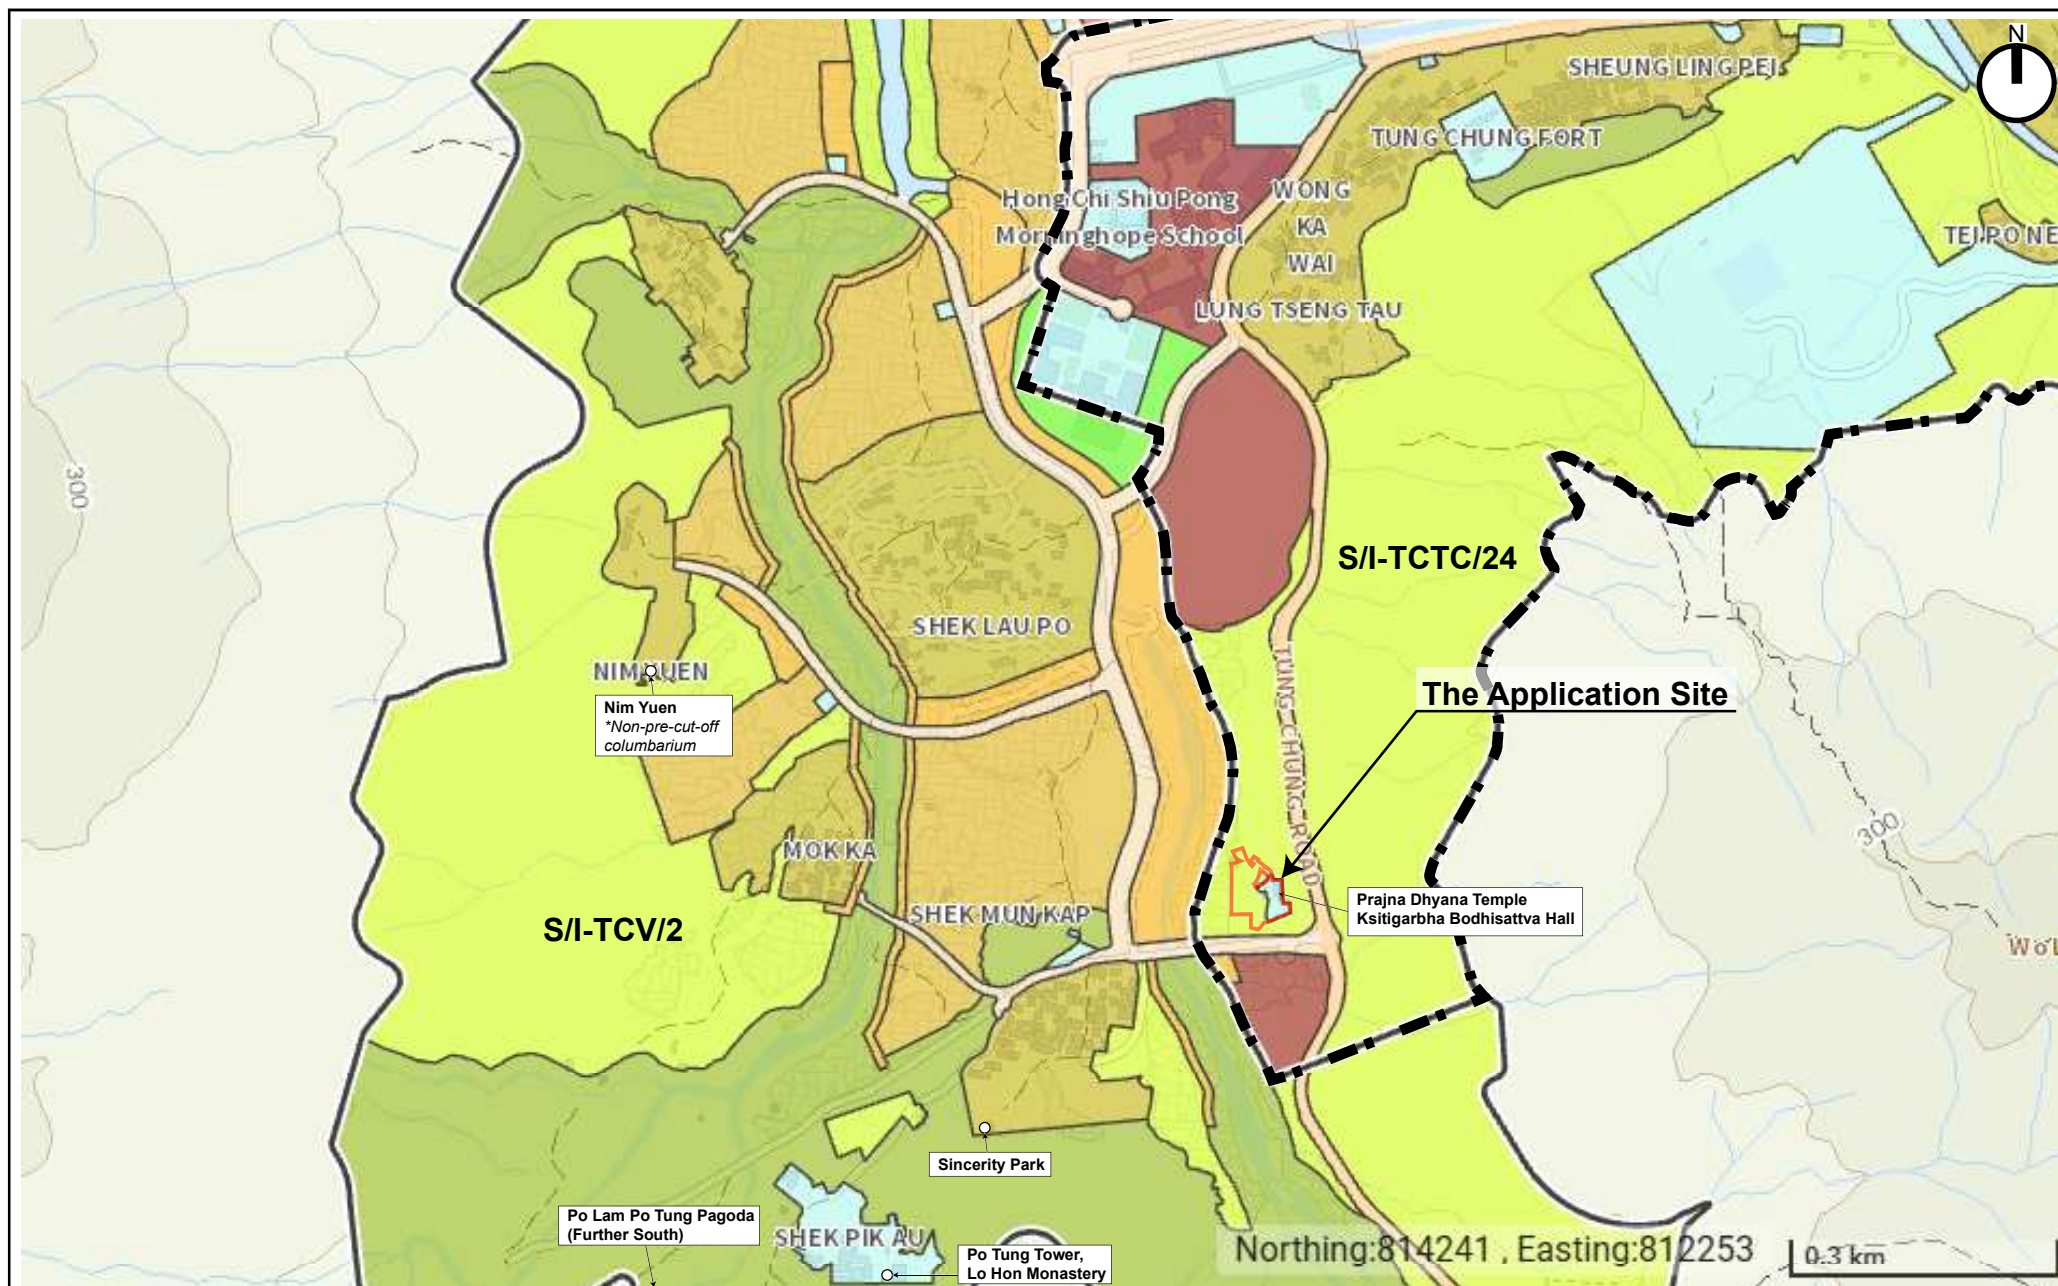 N
SHEUNG LING PEI
TUNG CHUNG FORT
Hong Chi Shiu Pong
Morninghope School
WONG
KA
WAI
TEI PO NE
LUNG TSENG TAU
300
S/I-TCTC/24
SHEK LAU PO
NIM YUEN
Nim Yuen
*Non-pre-cut-off
columbarium
The Application Site
TUNG CHUNG ROAD
300
MOK KA
Prajna Dhyana Temple
Ksitigarbha Bodhisattva Hall
SHEK MUN KAP
S/I-TCV/2
Sincerity Park
Po Lam Po Tung Pagoda
(Further South)
SHEK PIK AU
Po Tung Tower,
Lo Hon Monastery
Northing:814241 , Easting:812253
0.3 km